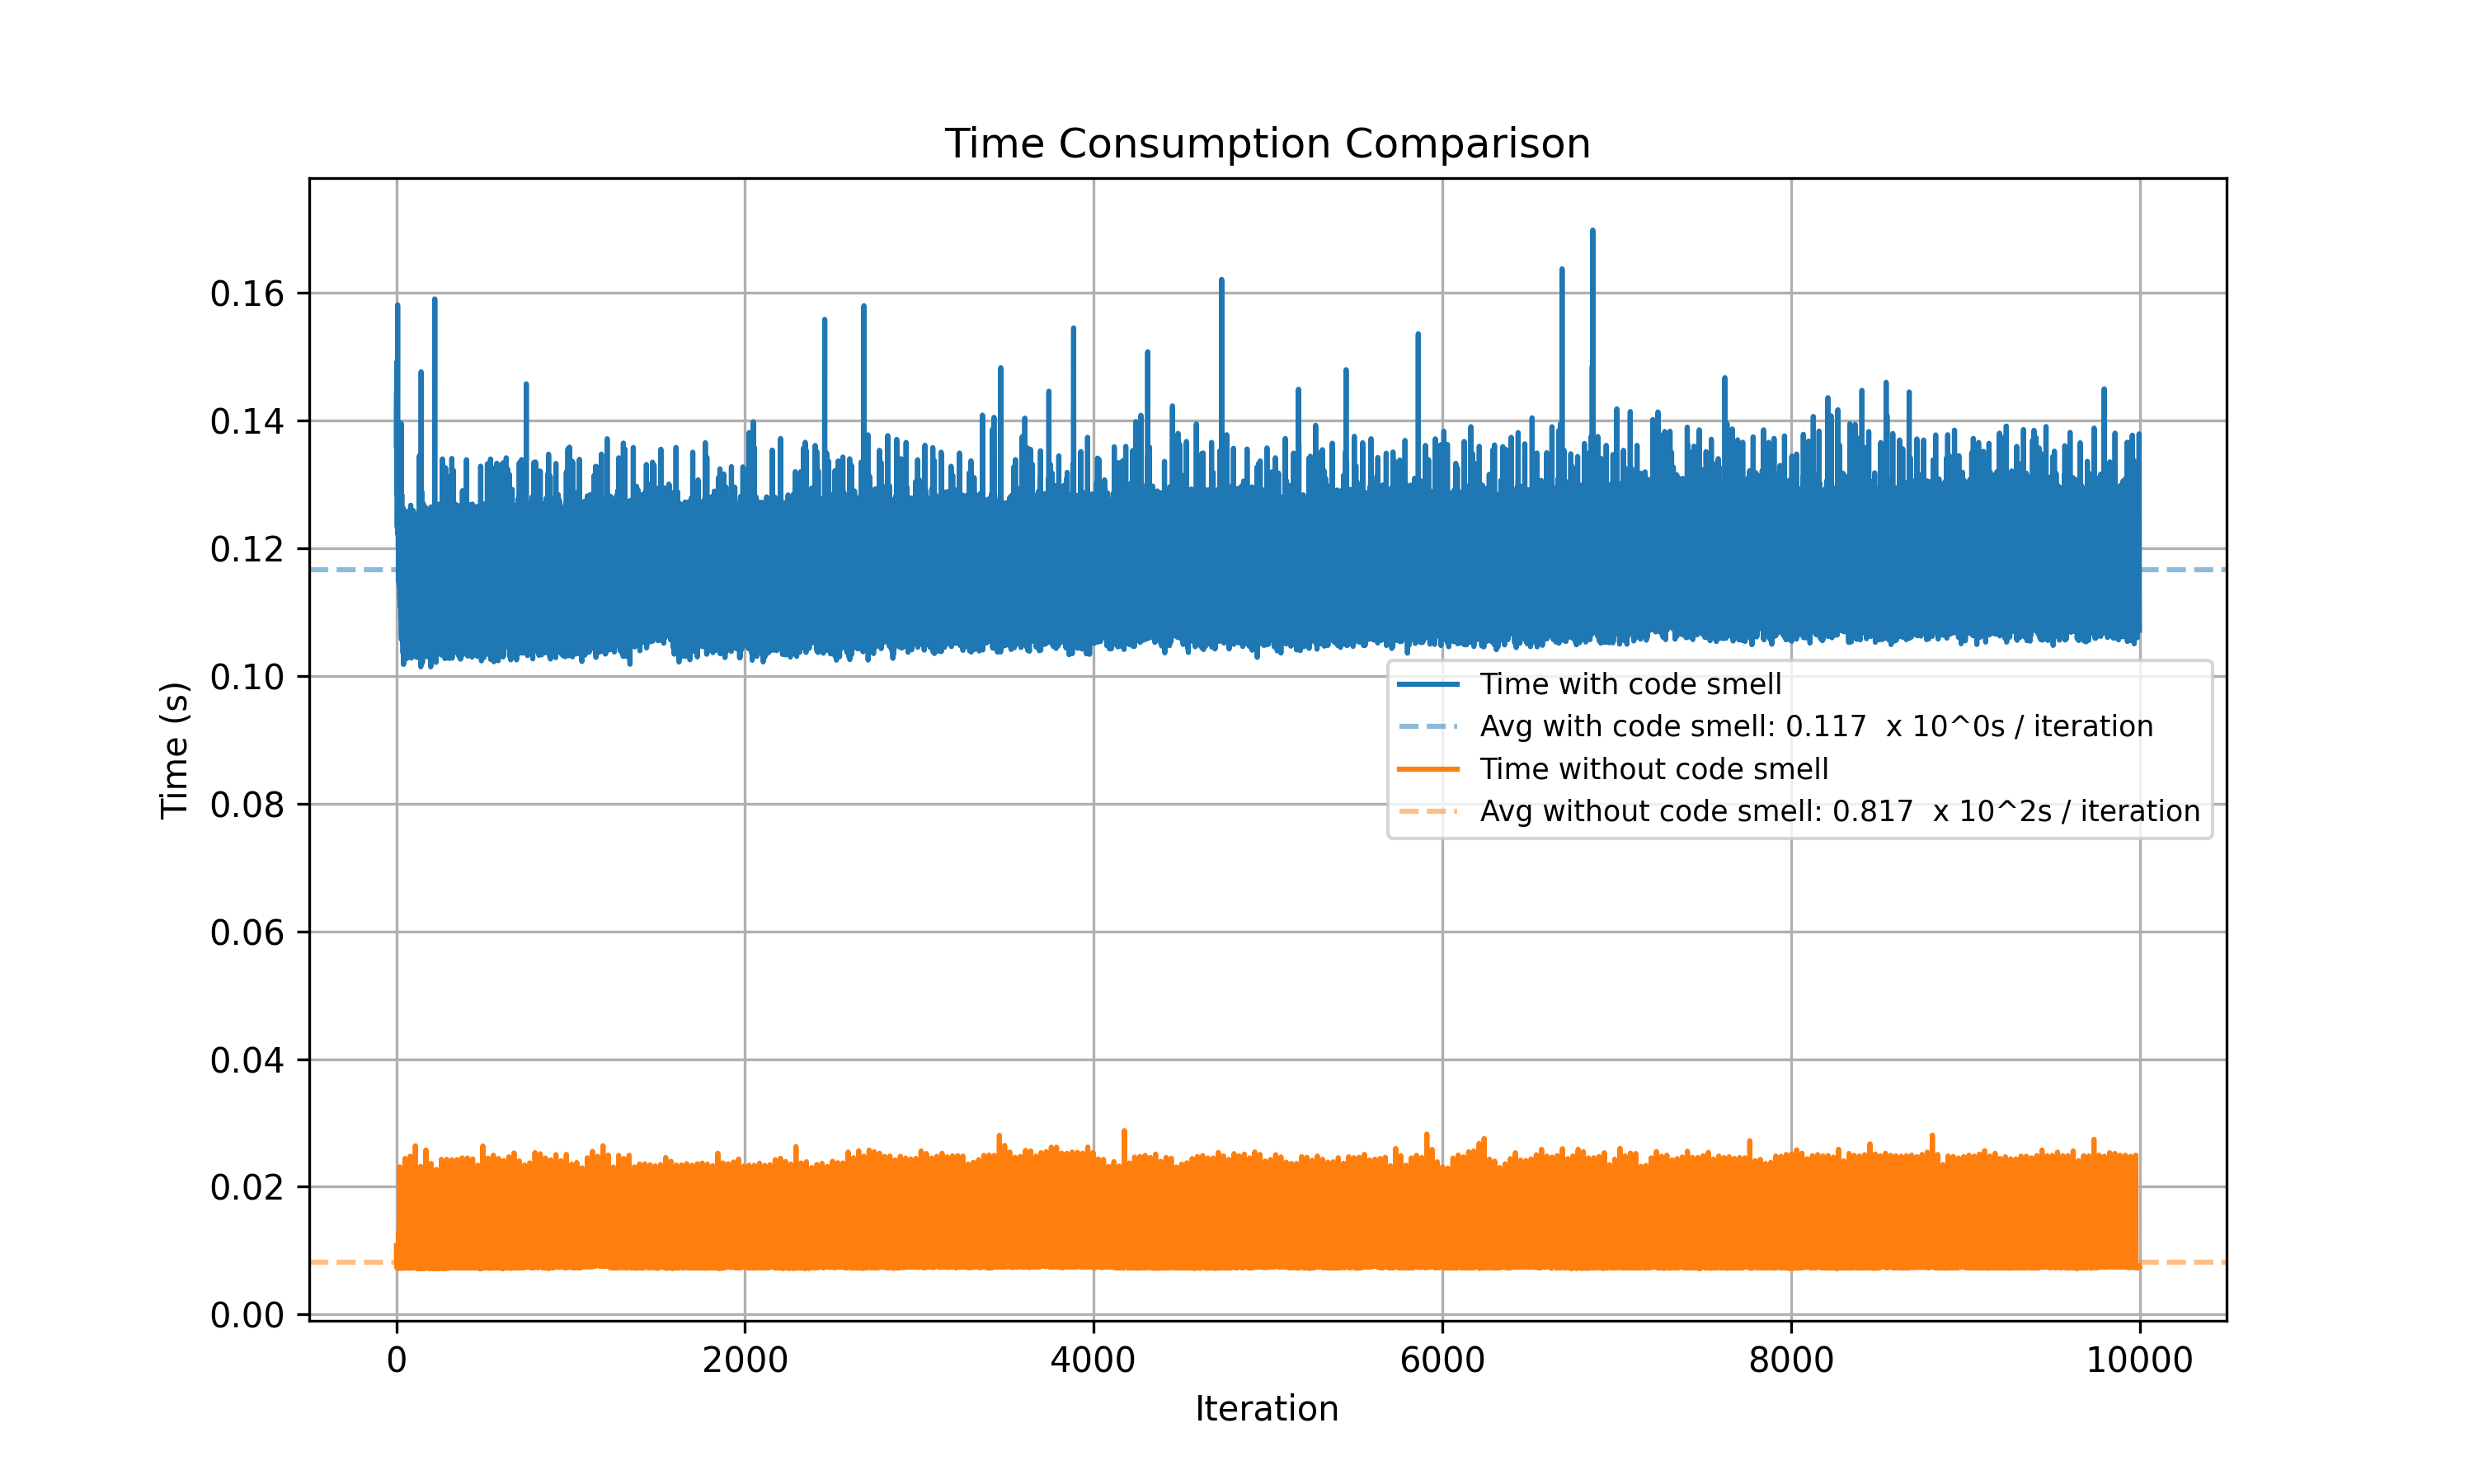 Time Consumption Comparison
0.16
0.14
0.12
0.10
0.08
0.06
0.04
0.02
0.00
Time (s)
Time with code smell
Avg with code smell: 0.117  x 10^0s / iteration
Time without code smell
Avg without code smell: 0.817  x 10^2s / iteration
0 2000 4000 6000 8000 10000
Iteration